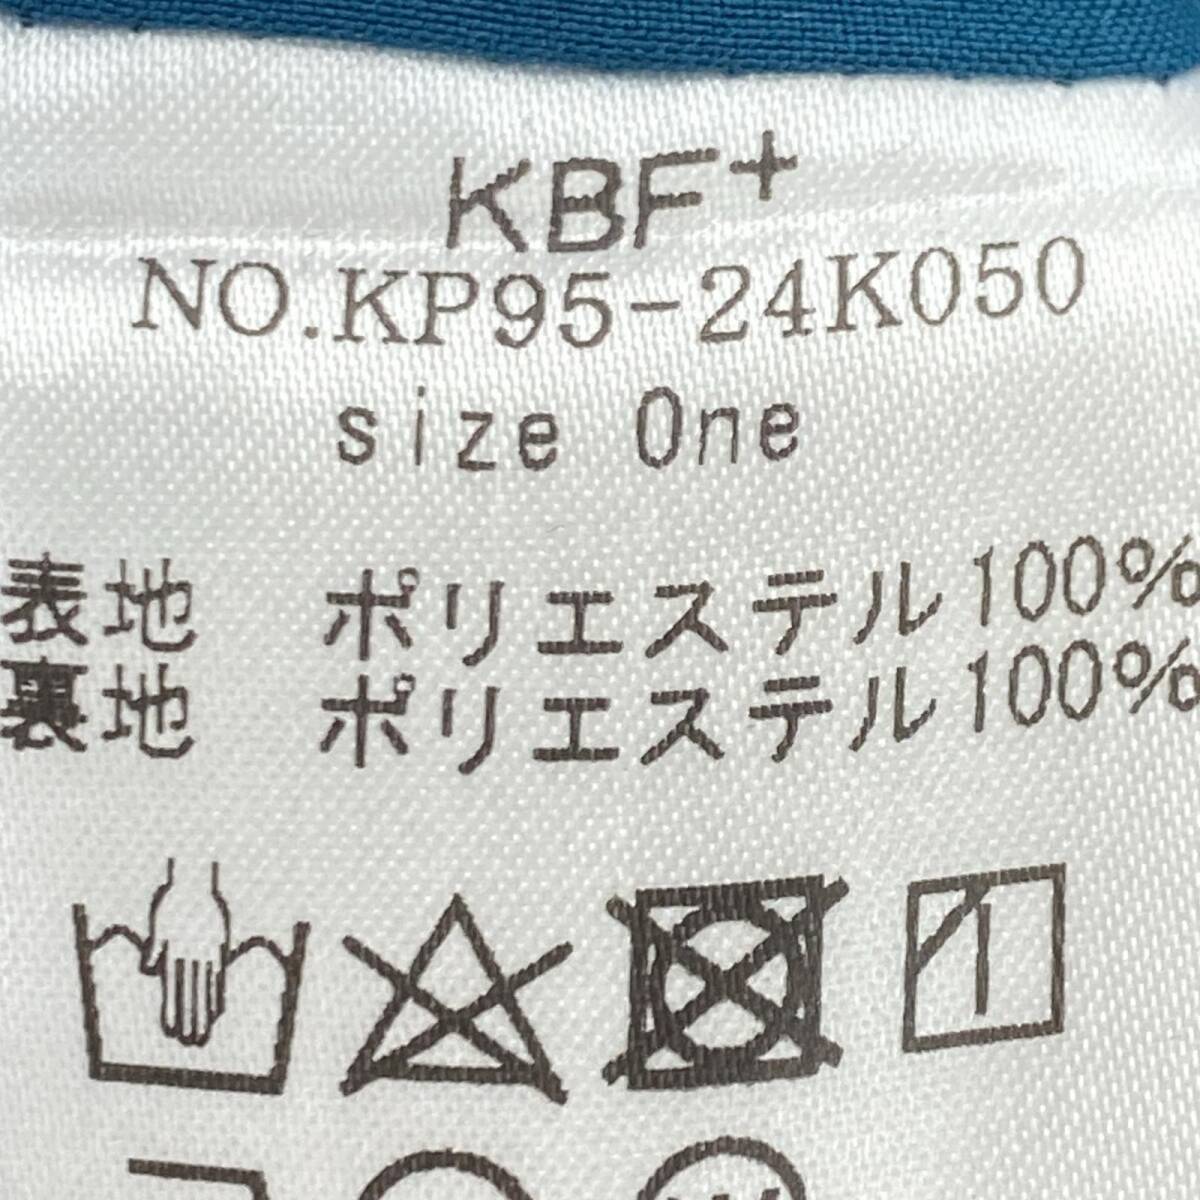 KBF+
NO.KP95-24K050
size One
表地 ポリエステル100%
裏地 ポリエステル100%